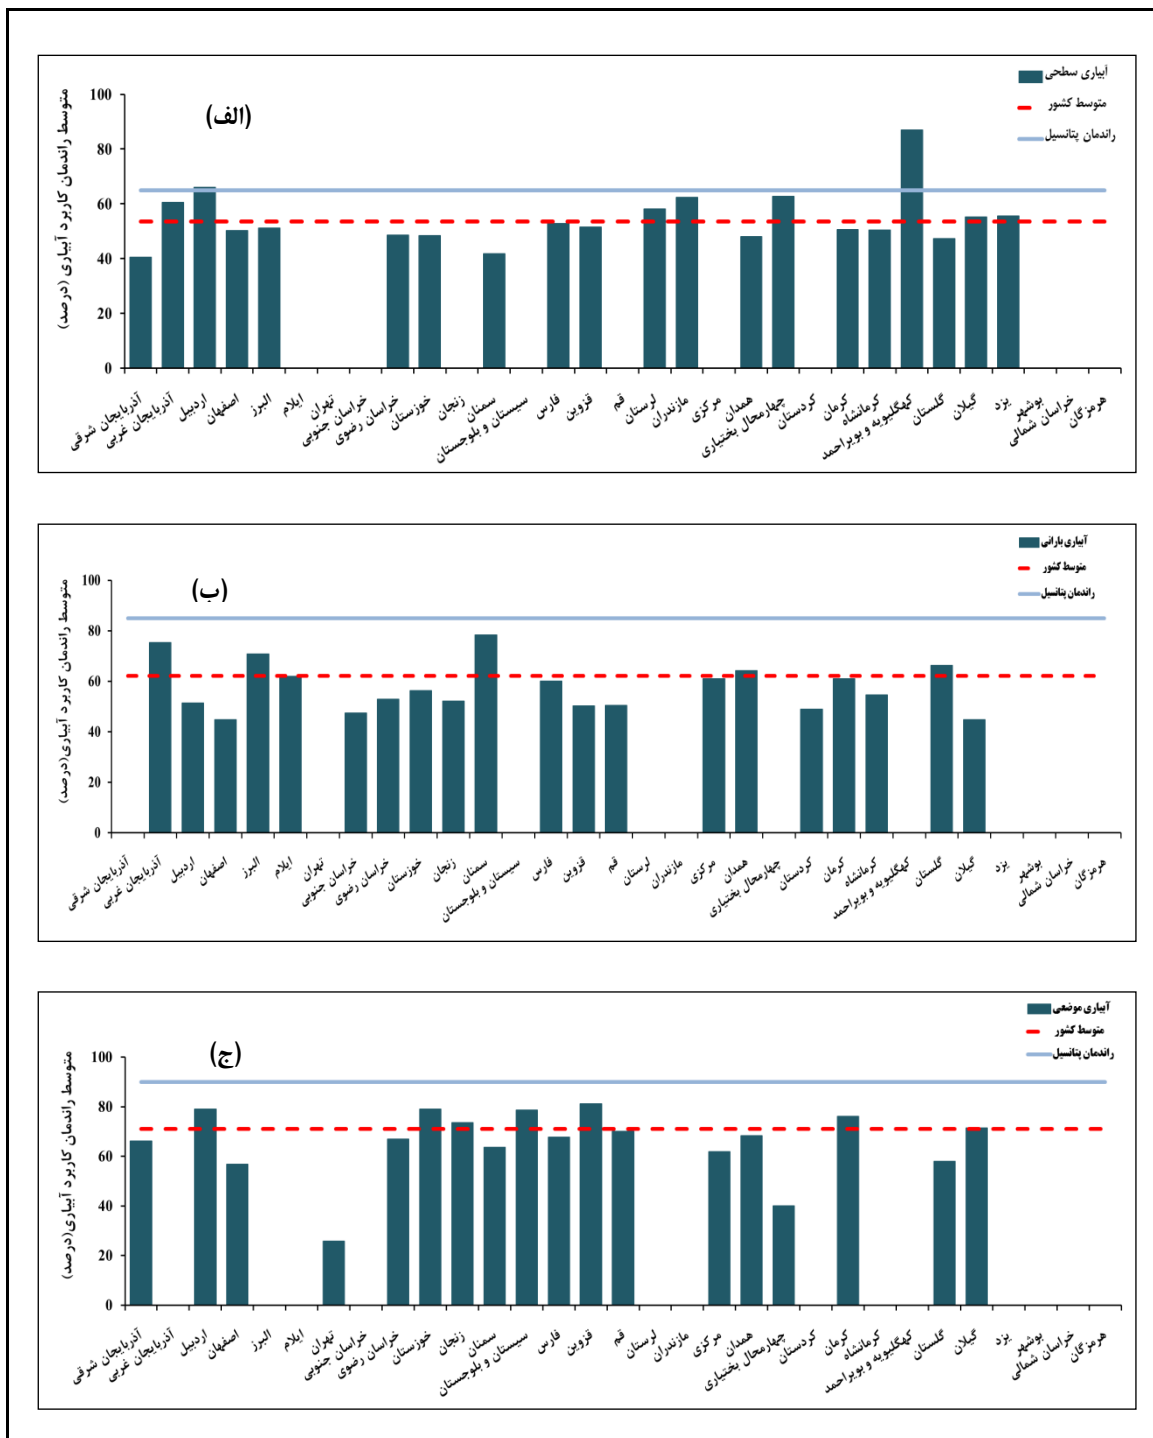 آبیاری سطحی
متوسط کشور
راندمان پتانسیل
(الف)
متوسط راندمان کاربرد آبیاری (درصد)
100
80
60
40
20
0
آذربایجان شرقی
آذربایجان غربی
اردبیل
اصفهان
البرز
ایلام
تهران
خراسان جنوبی
خراسان رضوی
خوزستان
زنجان
سمنان
سیستان و بلوچستان
فارس
قزوین
قم
لرستان
مازندران
مرکزی
همدان
چهارمحال بختیاری
کردستان
کرمان
کرمانشاه
کهگلیویه و بویراحمد
گلستان
گیلان
یزد
بوشهر
خراسان شمالی
هرمزگان
آبیاری بارانی
متوسط کشور
راندمان پتانسیل
(ب)
متوسط راندمان کاربرد آبیاری(درصد)
100
80
60
40
20
0
آذربایجان شرقی
آذربایجان غربی
اردبیل
اصفهان
البرز
ایلام
تهران
خراسان جنوبی
خراسان رضوی
خوزستان
زنجان
سمنان
سیستان و بلوچستان
فارس
قزوین
قم
لرستان
مازندران
مرکزی
همدان
چهارمحال بختیاری
کردستان
کرمان
کرمانشاه
کهگلیویه و بویراحمد
گلستان
گیلان
یزد
بوشهر
خراسان شمالی
هرمزگان
آبیاری موضعی
متوسط کشور
راندمان پتانسیل
(ج)
متوسط راندمان کاربرد آبیاری(درصد)
100
80
60
40
20
0
آذربایجان شرقی
آذربایجان غربی
اردبیل
اصفهان
البرز
ایلام
تهران
خراسان جنوبی
خراسان رضوی
خوزستان
زنجان
سمنان
سیستان و بلوچستان
فارس
قزوین
قم
لرستان
مازندران
مرکزی
همدان
چهارمحال بختیاری
کردستان
کرمان
کرمانشاه
کهگلیویه و بویراحمد
گلستان
گیلان
یزد
بوشهر
خراسان شمالی
هرمزگان